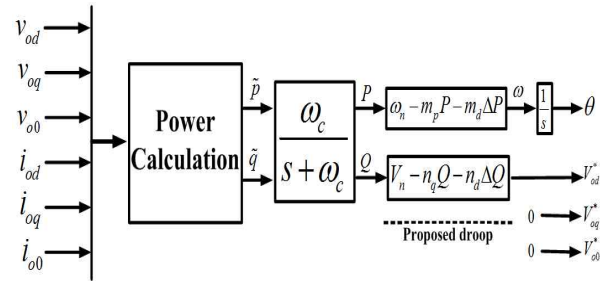 v_od
v_oq
v_o0
i_od
i_oq
i_o0
Power
Calculation
p̃
q̃
ω_c
s + ω_c
P
Q
ω_n − m_p P − m_d ΔP
V_n − n_q Q − n_d ΔQ
ω
1
s
θ
V*_od
0
V*_oq
0
V*_o0
Proposed droop